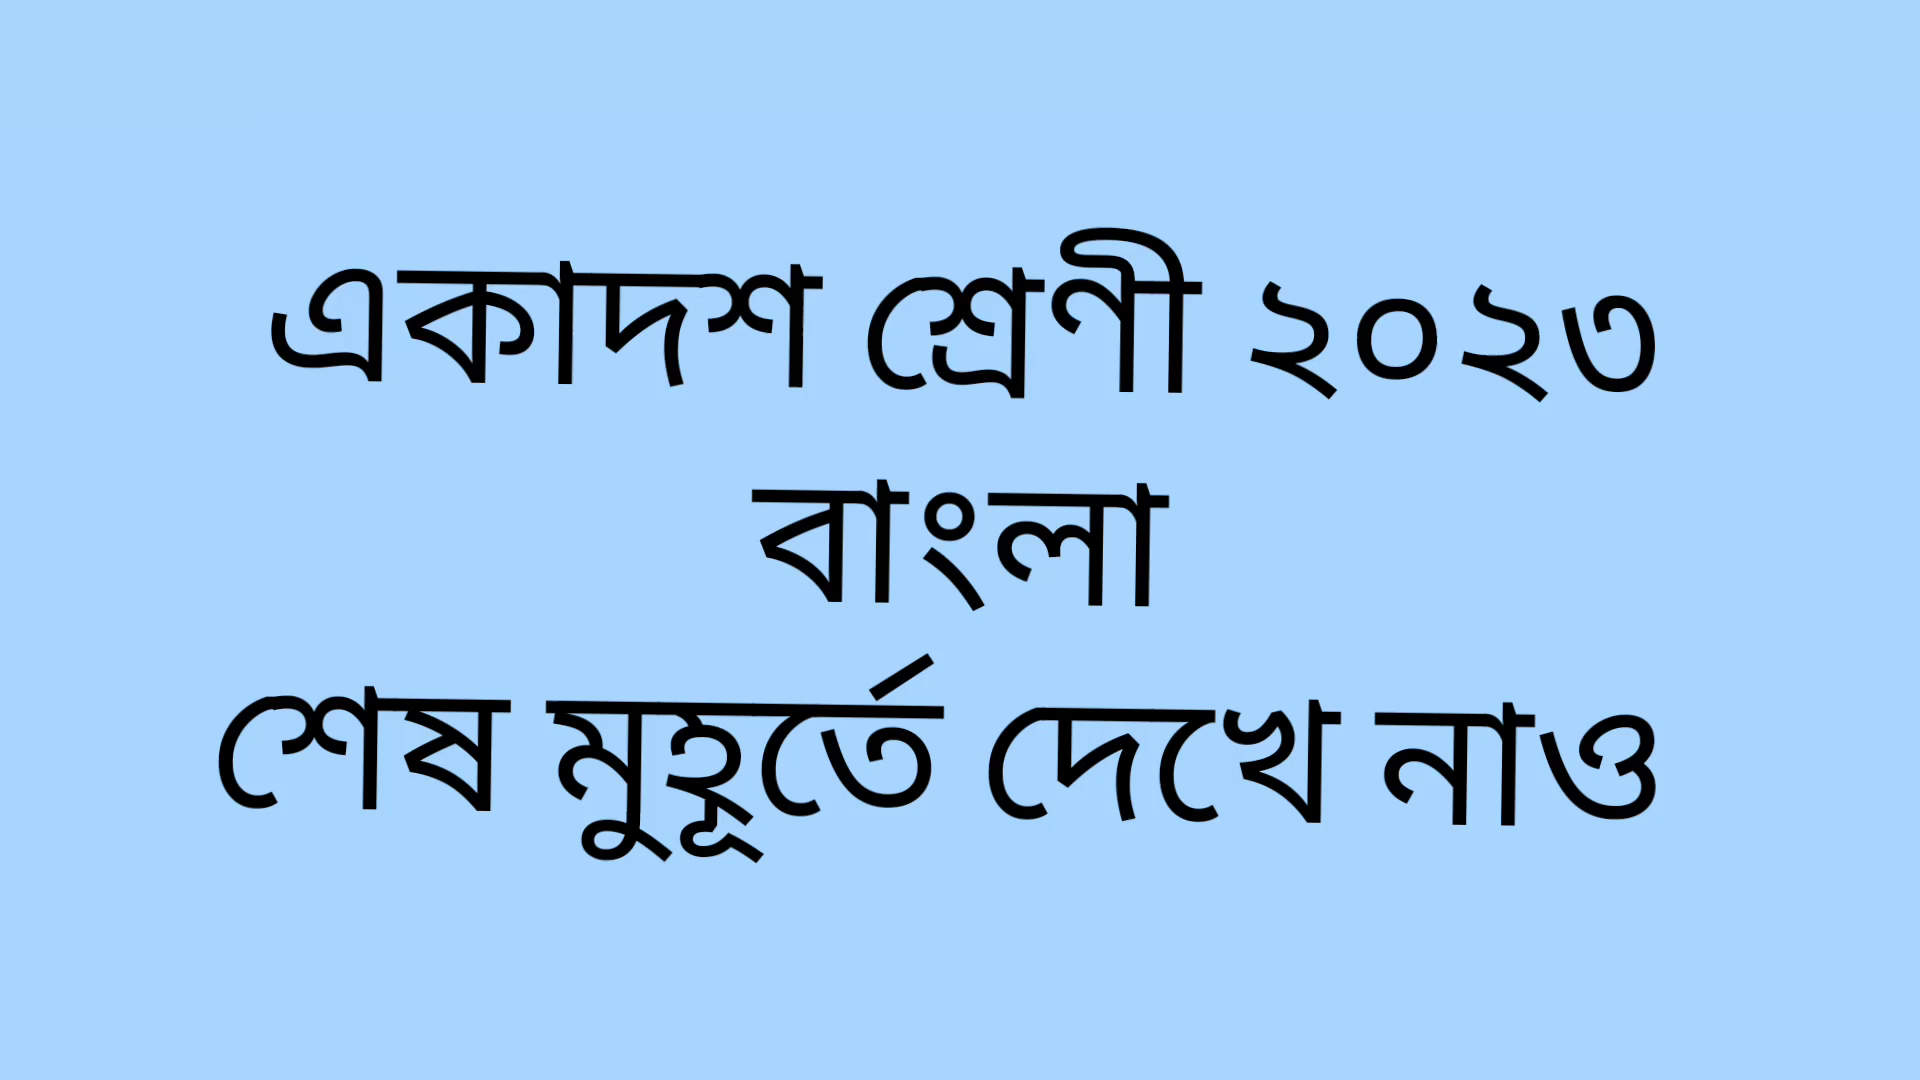 একাদশ শ্রেণী ২০২৩
বাংলা
শেষ মুহূর্তে দেখে নাও